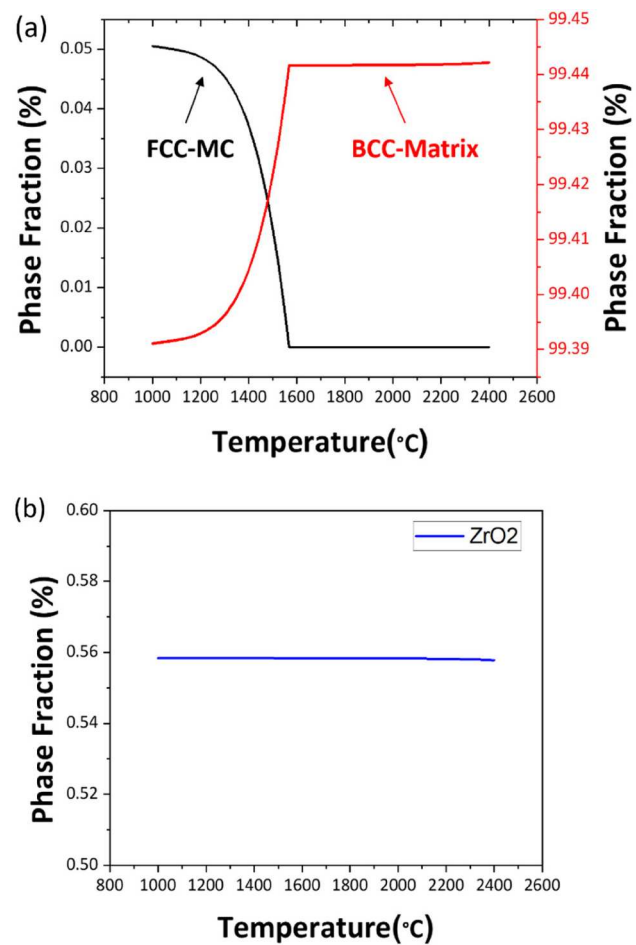 (a)
0.05
0.04
0.03
0.02
0.01
0.00
Phase Fraction (%)
FCC-MC
BCC-Matrix
99.45
99.44
99.43
99.42
99.41
99.40
99.39
Phase Fraction (%)
800 1000 1200 1400 1600 1800 2000 2200 2400 2600
Temperature(°C)
(b)
0.60
0.58
0.56
0.54
0.52
0.50
Phase Fraction (%)
ZrO2
800 1000 1200 1400 1600 1800 2000 2200 2400 2600
Temperature(°C)